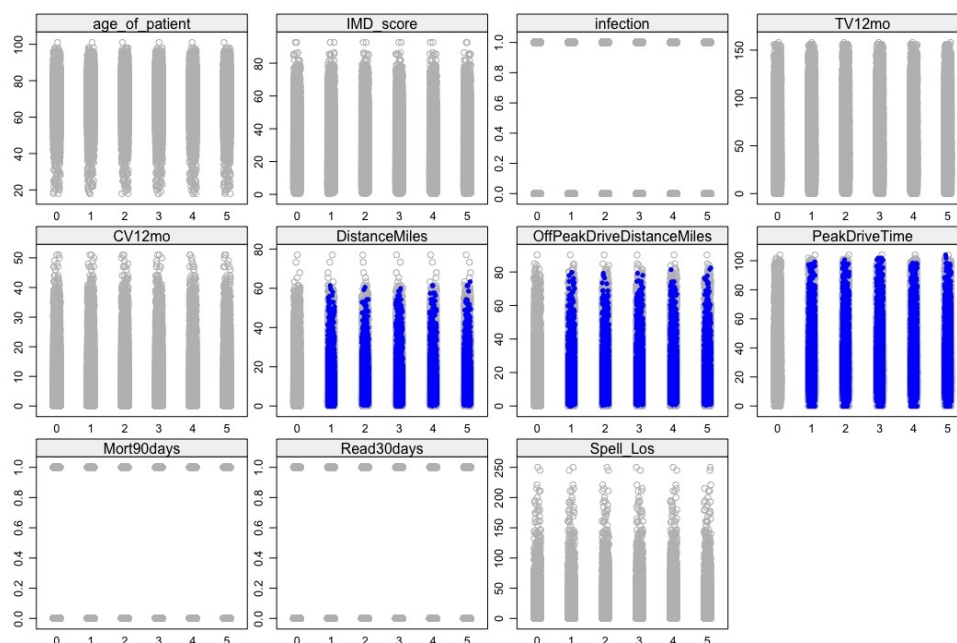 age_of_patient IMD_score infection TV12mo
100 80 60 40 20 80 60 40 20 0 1.0 0.8 0.6 0.4 0.2 0.0 150 100 50 0
0 1 2 3 4 5 0 1 2 3 4 5 0 1 2 3 4 5 0 1 2 3 4 5
CV12mo DistanceMiles OffPeakDriveDistanceMiles PeakDriveTime
50 40 30 20 10 0 80 60 40 20 0 80 60 40 20 0 100 80 60 40 20 0
0 1 2 3 4 5 0 1 2 3 4 5 0 1 2 3 4 5 0 1 2 3 4 5
Mort90days Read30days Spell_Los
1.0 0.8 0.6 0.4 0.2 0.0 1.0 0.8 0.6 0.4 0.2 0.0 250 200 150 100 50 0
0 1 2 3 4 5 0 1 2 3 4 5 0 1 2 3 4 5